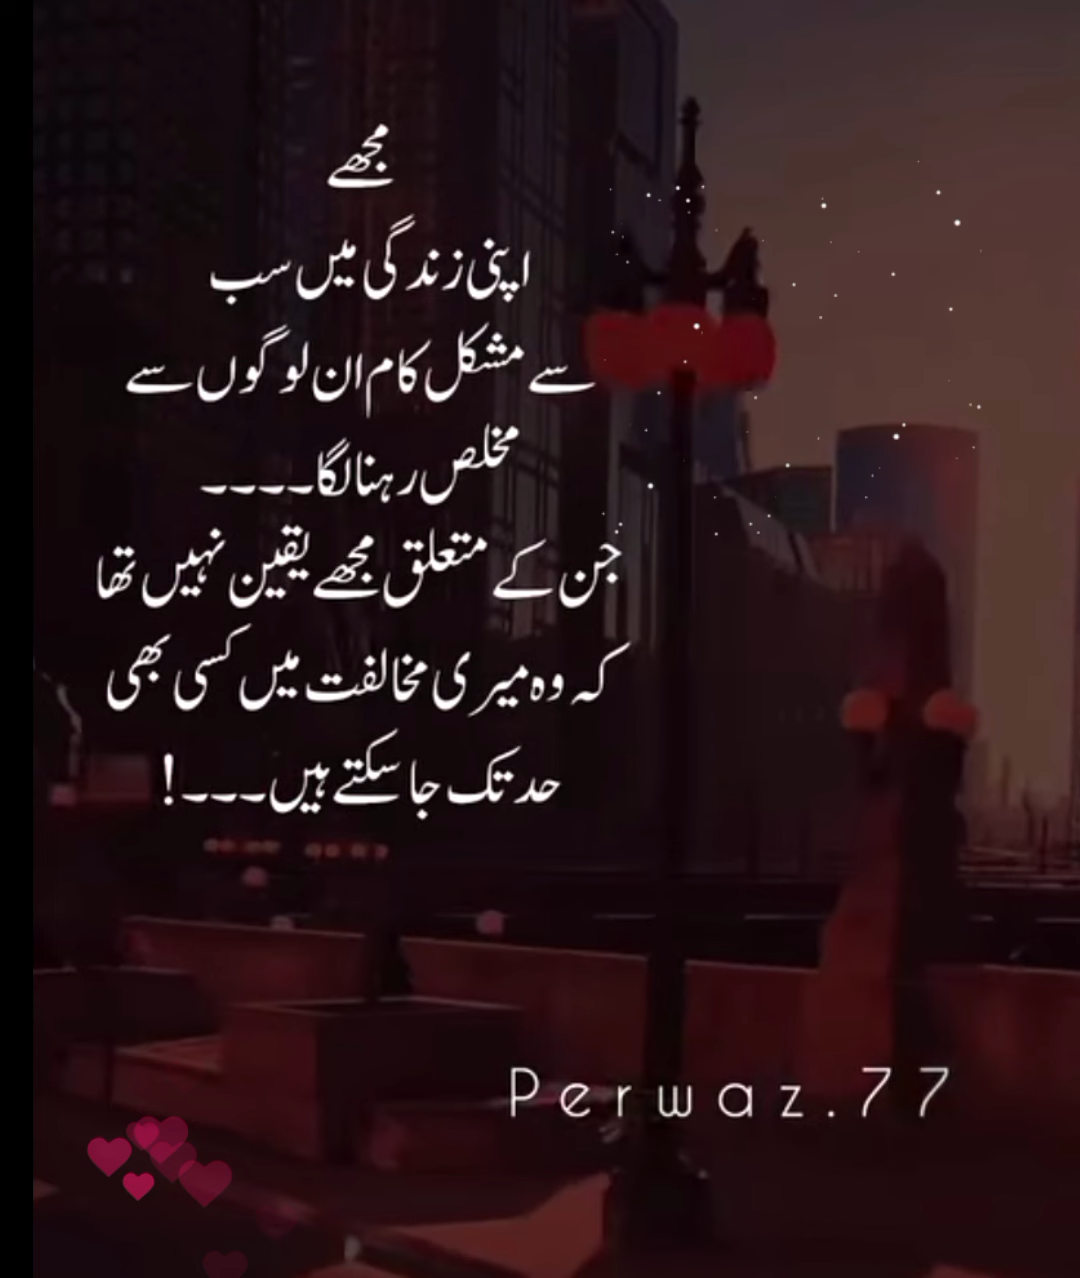 مجھے
اپنی زندگی میں سب
سے مشکل کام ان لوگوں سے
مخلص رہنا لگا۔۔۔۔
جن کے متعلق مجھے یقین نہیں تھا
کہ وہ میری مخالفت میں کسی بھی
حد تک جا سکتے ہیں۔۔۔!
Perwaz.77